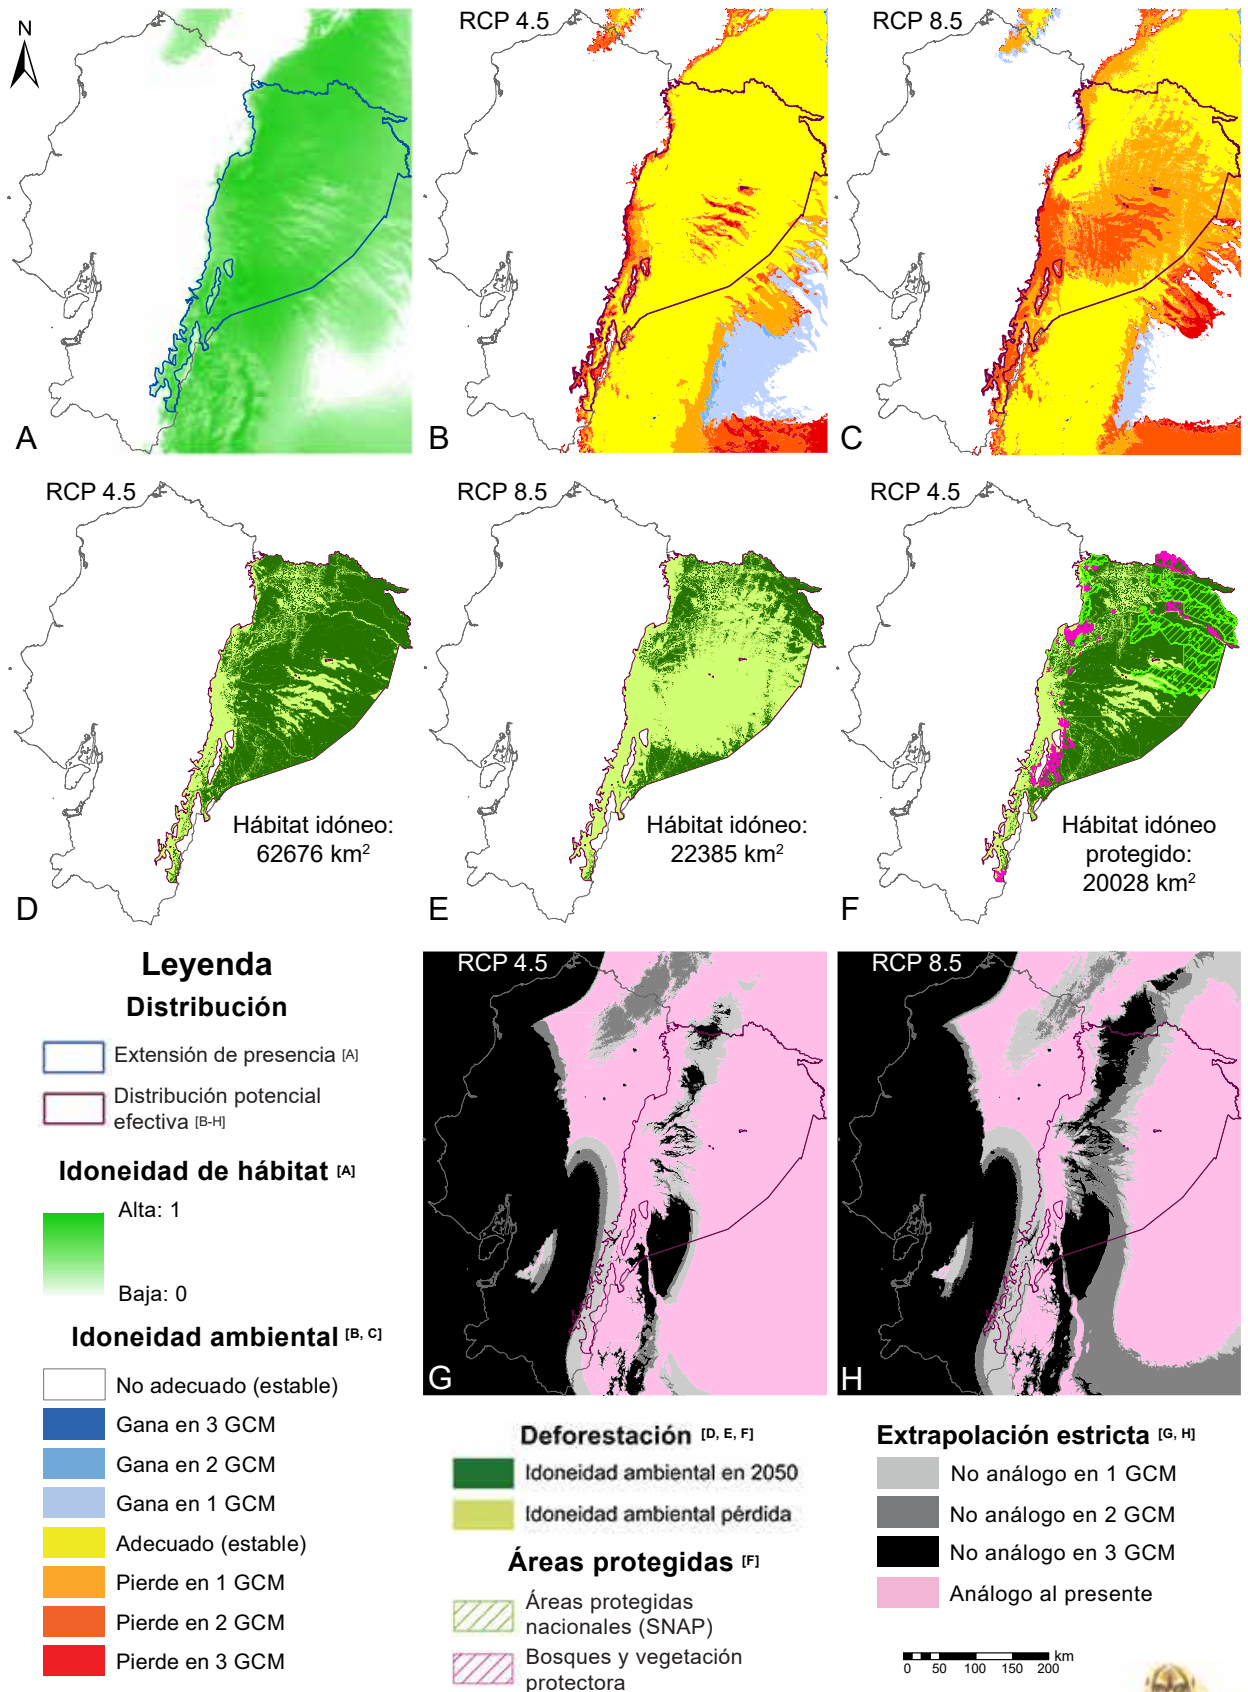 N
RCP 4.5
RCP 8.5
A
B
C
RCP 4.5
RCP 8.5
RCP 4.5
Hábitat idóneo:
62676 km²
Hábitat idóneo:
22385 km²
Hábitat idóneo
protegido:
20028 km²
D
E
F
RCP 4.5
RCP 8.5
G
H
Leyenda
Distribución
Extensión de presencia [A]
Distribución potencial
efectiva [B-H]
Idoneidad de hábitat [A]
Alta: 1
Baja: 0
Idoneidad ambiental [B, C]
No adecuado (estable)
Gana en 3 GCM
Gana en 2 GCM
Gana en 1 GCM
Adecuado (estable)
Pierde en 1 GCM
Pierde en 2 GCM
Pierde en 3 GCM
Deforestación [D, E, F]
Idoneidad ambiental en 2050
Idoneidad ambiental pérdida
Áreas protegidas [F]
Áreas protegidas
nacionales (SNAP)
Bosques y vegetación
protectora
Extrapolación estricta [G, H]
No análogo en 1 GCM
No análogo en 2 GCM
No análogo en 3 GCM
Análogo al presente
km
0 50 100 150 200